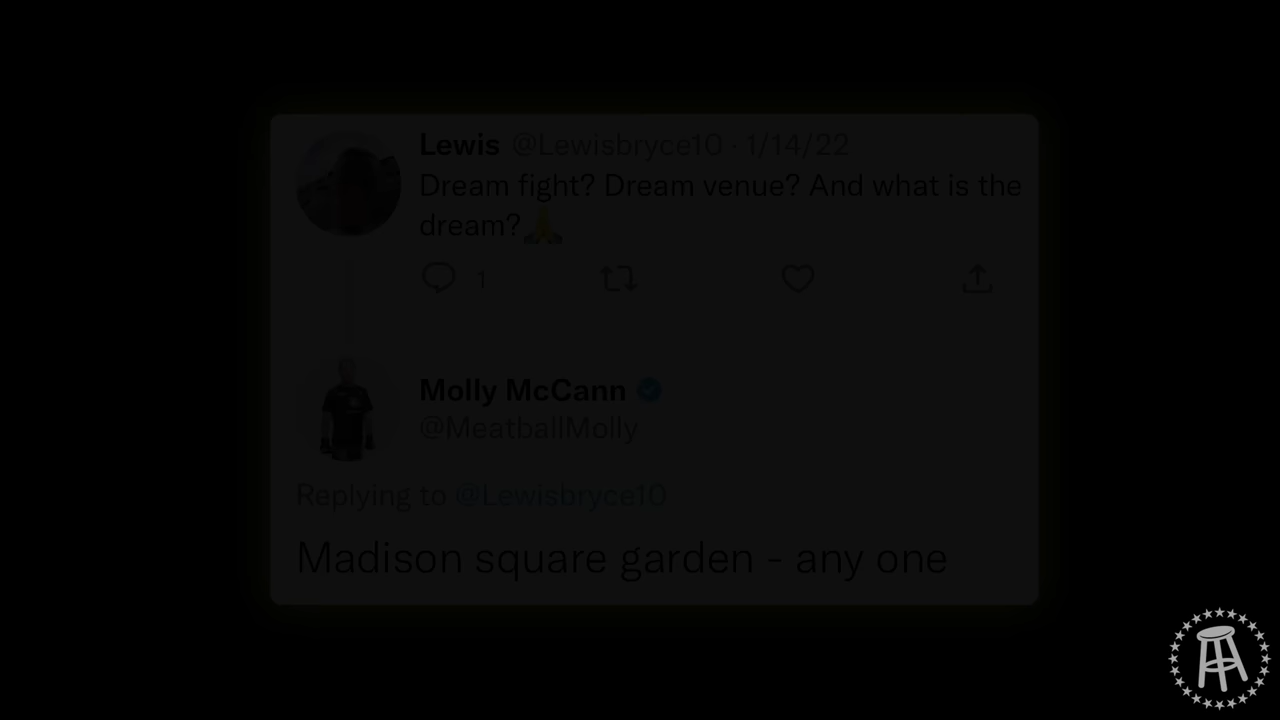 Lewis @Lewisbryce10 · 1/14/22
Dream fight? Dream venue? And what is the
dream?🙏
1
Molly McCann
@MeatballMolly
Replying to @Lewisbryce10
Madison square garden - any one